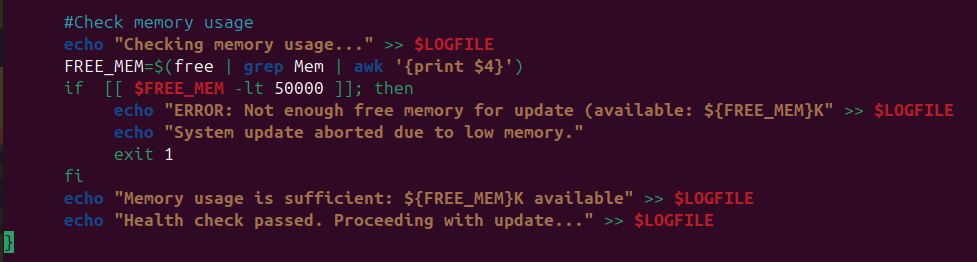 #Check memory usage
echo "Checking memory usage..." >> $LOGFILE
FREE_MEM=$(free | grep Mem | awk '{print $4}')
if  [[ $FREE_MEM -lt 50000 ]]; then
echo "ERROR: Not enough free memory for update (available: ${FREE_MEM}K" >> $LOGFILE
echo "System update aborted due to low memory."
exit 1
fi
echo "Memory usage is sufficient: ${FREE_MEM}K available" >> $LOGFILE
echo "Health check passed. Proceeding with update..." >> $LOGFILE
}